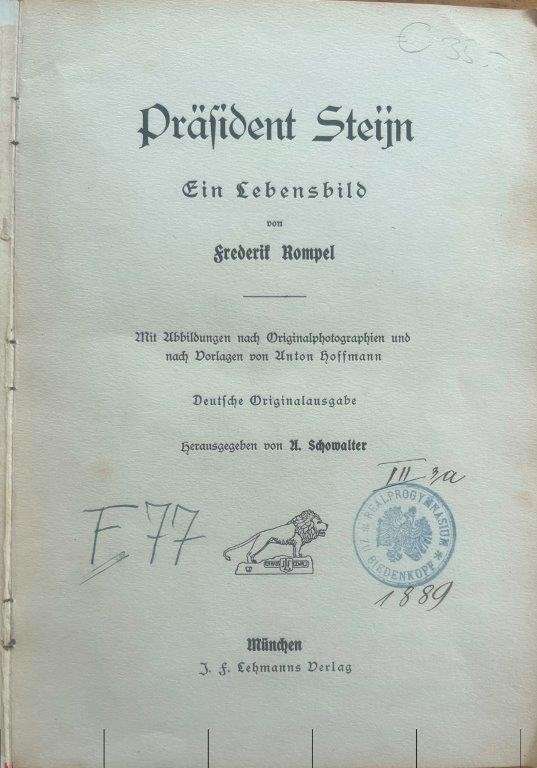 € 35.-
Präsident Steijn
Ein Lebensbild
von
Frederik Rompel
Mit Abbildungen nach Originalphotographien und
nach Vorlagen von Anton Hoffmann
Deutsche Originalausgabe
Herausgegeben von A. Schowalter
III 3a
F 77
REALPROGYMNASIUM
BIEDENKOPF
1889
München
J. F. Lehmanns Verlag